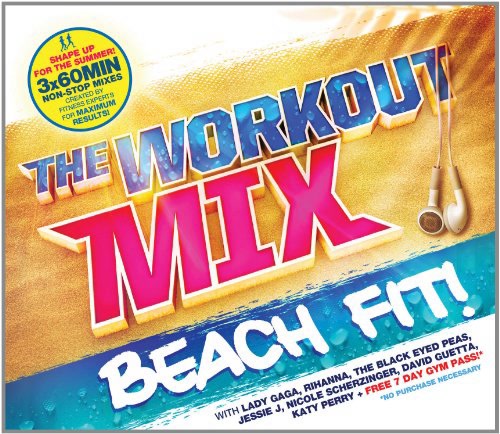 SHAPE UP
FOR THE SUMMER!
3x60MIN
NON-STOP MIXES
CREATED BY
FITNESS EXPERTS
FOR MAXIMUM
RESULTS!
THE WORKOUT
MIX
BEACH FIT!
WITH LADY GAGA, RIHANNA, THE BLACK EYED PEAS,
JESSIE J, NICOLE SCHERZINGER, DAVID GUETTA,
KATY PERRY + FREE 7 DAY GYM PASS!*
*NO PURCHASE NECESSARY